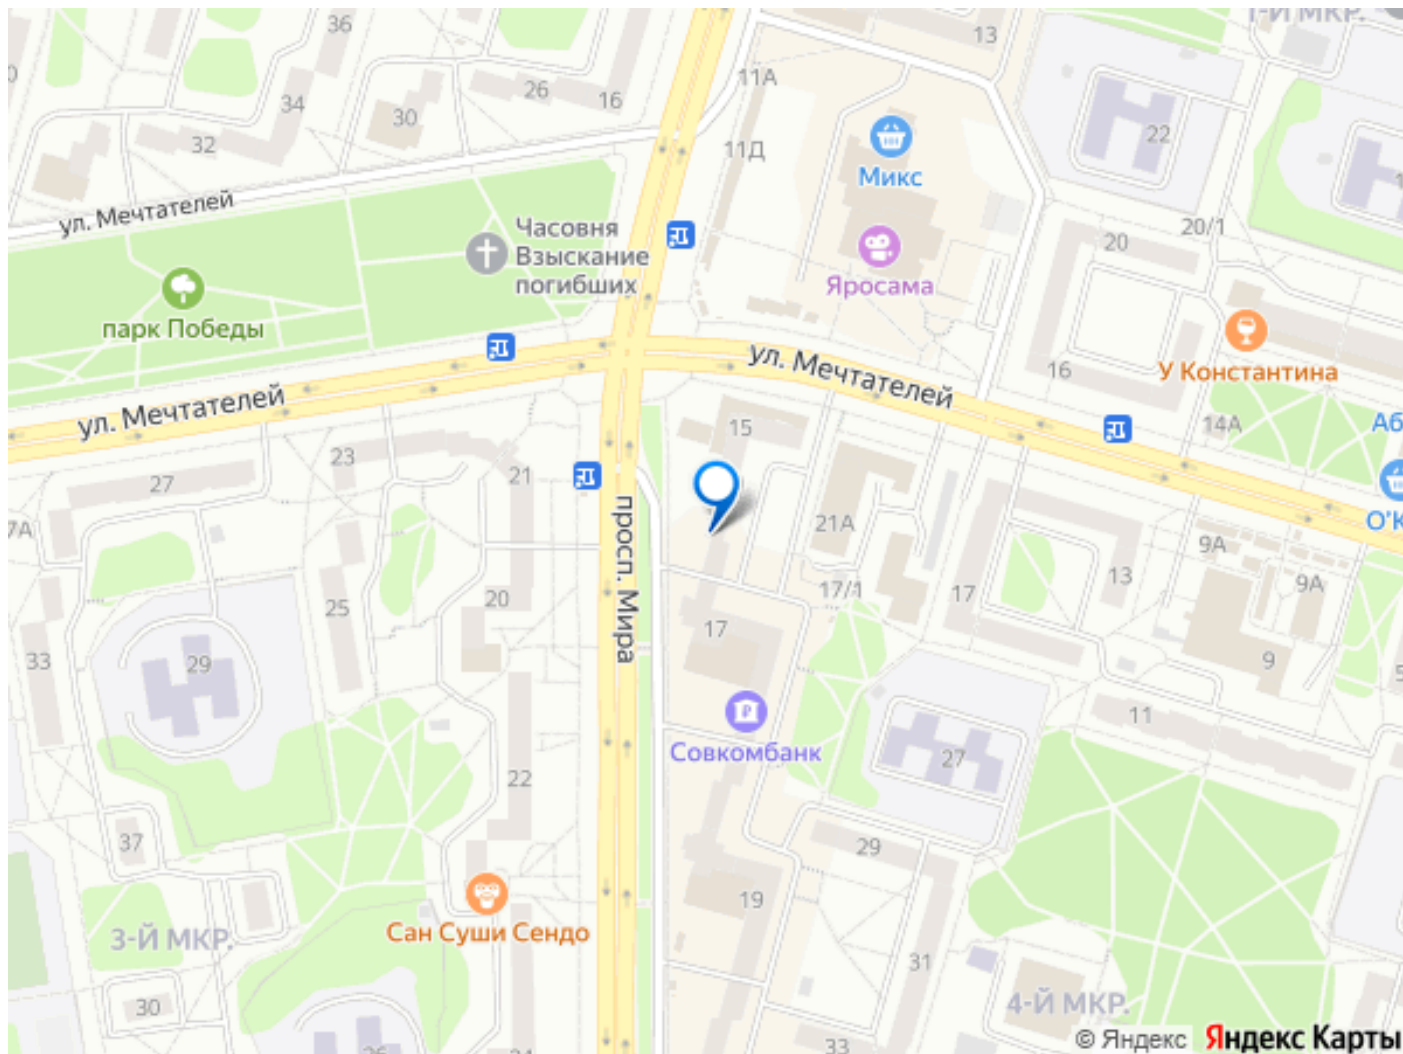 36
1-Й МКР.
13
11А
26
16
34
30
32
22
11Д
Микс
ул. Мечтателей
Часовня
Взыскание
погибших
20/1
20
Яросама
парк Победы
ул. Мечтателей
16
У Константина
ул. Мечтателей
15
14А
23
21
27
просп. Мира
21А
9А
О'К
13
9А
17/1
17
25
20
17
33
29
9
11
Совкомбанк
27
22
37
29
19
Сан Суши Сендо
3-Й МКР.
31
30
4-Й МКР.
33
© Яндекс Яндекс Карты